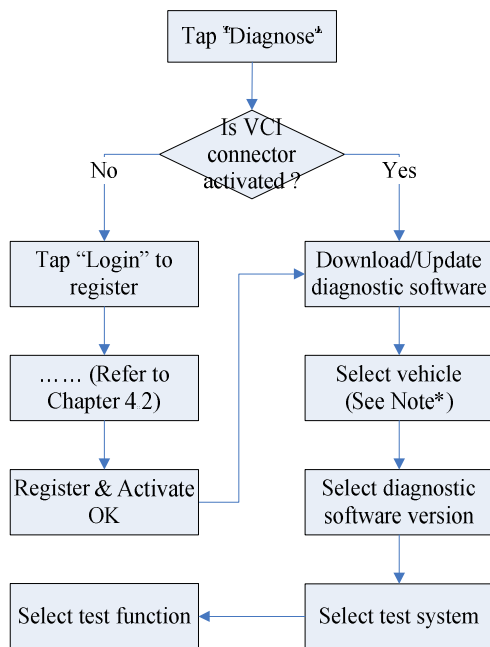 Tap "Diagnose"
Is VCI
connector
activated ?
No
Yes
Tap “Login” to
register
Download/Update
diagnostic software
…… (Refer to
Chapter 4.2)
Select vehicle
(See Note*)
Register & Activate
OK
Select diagnostic
software version
Select test function
Select test system